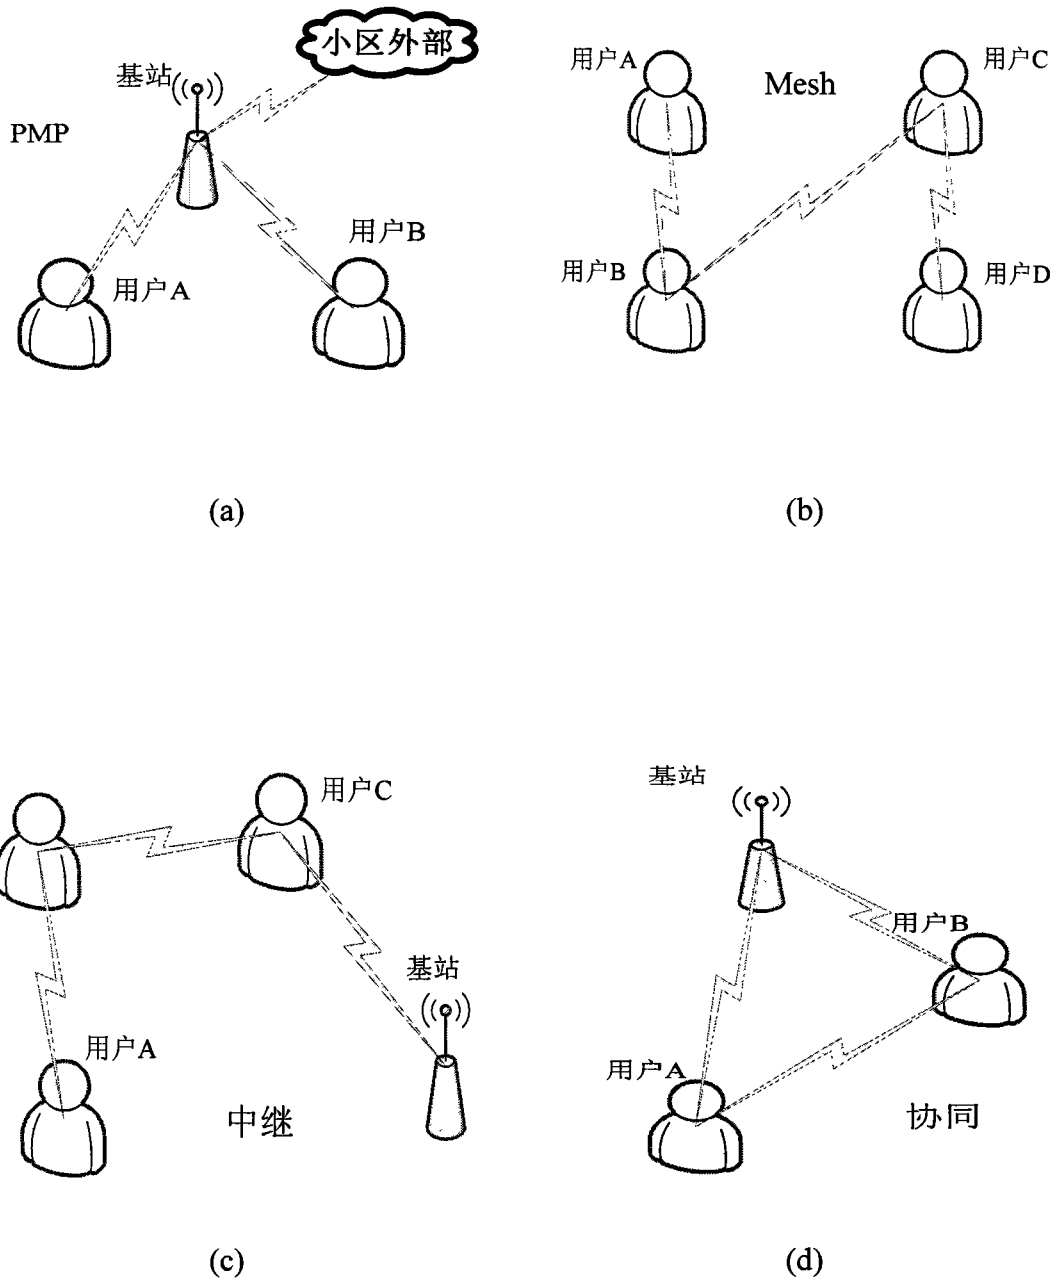 小区外部
基站
PMP
用户B
用户A
(a)
用户A
Mesh
用户C
用户B
用户D
(b)
用户C
基站
用户A
中继
(c)
基站
用户B
用户A
协同
(d)